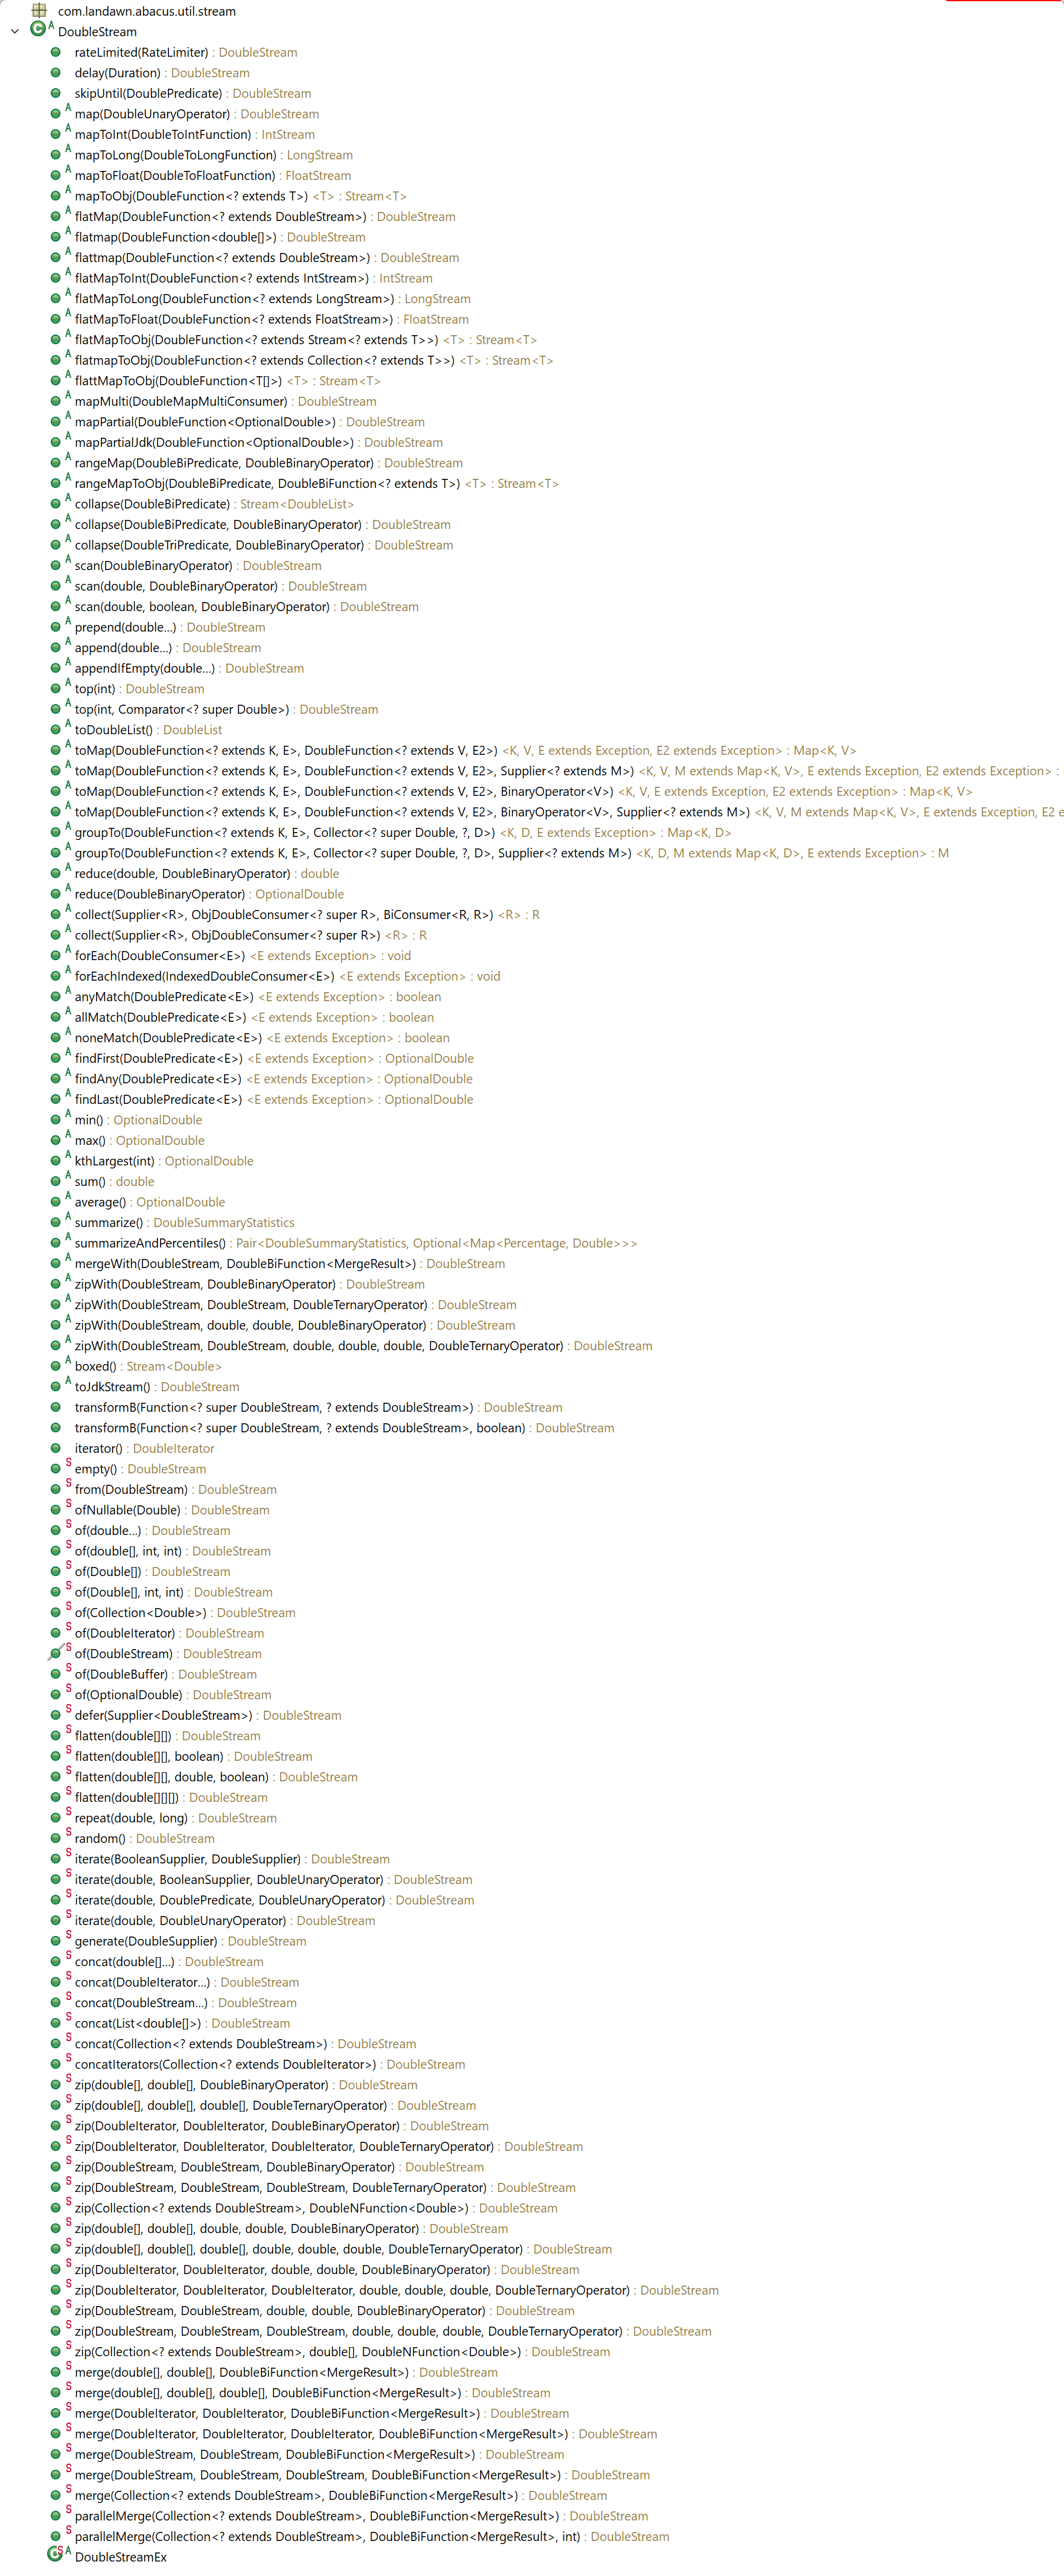 com.landawn.abacus.util.stream
DoubleStream
rateLimited(RateLimiter) : DoubleStream
delay(Duration) : DoubleStream
skipUntil(DoublePredicate) : DoubleStream
map(DoubleUnaryOperator) : DoubleStream
mapToInt(DoubleToIntFunction) : IntStream
mapToLong(DoubleToLongFunction) : LongStream
mapToFloat(DoubleToFloatFunction) : FloatStream
mapToObj(DoubleFunction<? extends T>) <T> : Stream<T>
flatMap(DoubleFunction<? extends DoubleStream>) : DoubleStream
flatmap(DoubleFunction<double[]>) : DoubleStream
flattmap(DoubleFunction<? extends DoubleStream>) : DoubleStream
flatMapToInt(DoubleFunction<? extends IntStream>) : IntStream
flatMapToLong(DoubleFunction<? extends LongStream>) : LongStream
flatMapToFloat(DoubleFunction<? extends FloatStream>) : FloatStream
flatMapToObj(DoubleFunction<? extends Stream<? extends T>>) <T> : Stream<T>
flatmapToObj(DoubleFunction<? extends Collection<? extends T>>) <T> : Stream<T>
flattMapToObj(DoubleFunction<T[]>) <T> : Stream<T>
mapMulti(DoubleMapMultiConsumer) : DoubleStream
mapPartial(DoubleFunction<OptionalDouble>) : DoubleStream
mapPartialJdk(DoubleFunction<OptionalDouble>) : DoubleStream
rangeMap(DoubleBiPredicate, DoubleBinaryOperator) : DoubleStream
rangeMapToObj(DoubleBiPredicate, DoubleBiFunction<? extends T>) <T> : Stream<T>
collapse(DoubleBiPredicate) : Stream<DoubleList>
collapse(DoubleBiPredicate, DoubleBinaryOperator) : DoubleStream
collapse(DoubleTriPredicate, DoubleBinaryOperator) : DoubleStream
scan(DoubleBinaryOperator) : DoubleStream
scan(double, DoubleBinaryOperator) : DoubleStream
scan(double, boolean, DoubleBinaryOperator) : DoubleStream
prepend(double...) : DoubleStream
append(double...) : DoubleStream
appendIfEmpty(double...) : DoubleStream
top(int) : DoubleStream
top(int, Comparator<? super Double>) : DoubleStream
toDoubleList() : DoubleList
toMap(DoubleFunction<? extends K, E>, DoubleFunction<? extends V, E2>) <K, V, E extends Exception, E2 extends Exception> : Map<K, V>
toMap(DoubleFunction<? extends K, E>, DoubleFunction<? extends V, E2>, Supplier<? extends M>) <K, V, M extends Map<K, V>, E extends Exception, E2 extends Exception> :
toMap(DoubleFunction<? extends K, E>, DoubleFunction<? extends V, E2>, BinaryOperator<V>) <K, V, E extends Exception, E2 extends Exception> : Map<K, V>
toMap(DoubleFunction<? extends K, E>, DoubleFunction<? extends V, E2>, BinaryOperator<V>, Supplier<? extends M>) <K, V, M extends Map<K, V>, E extends Exception, E2 e
groupTo(DoubleFunction<? extends K, E>, Collector<? super Double, ?, D>) <K, D, E extends Exception> : Map<K, D>
groupTo(DoubleFunction<? extends K, E>, Collector<? super Double, ?, D>, Supplier<? extends M>) <K, D, M extends Map<K, D>, E extends Exception> : M
reduce(double, DoubleBinaryOperator) : double
reduce(DoubleBinaryOperator) : OptionalDouble
collect(Supplier<R>, ObjDoubleConsumer<? super R>, BiConsumer<R, R>) <R> : R
collect(Supplier<R>, ObjDoubleConsumer<? super R>) <R> : R
forEach(DoubleConsumer<E>) <E extends Exception> : void
forEachIndexed(IndexedDoubleConsumer<E>) <E extends Exception> : void
anyMatch(DoublePredicate<E>) <E extends Exception> : boolean
allMatch(DoublePredicate<E>) <E extends Exception> : boolean
noneMatch(DoublePredicate<E>) <E extends Exception> : boolean
findFirst(DoublePredicate<E>) <E extends Exception> : OptionalDouble
findAny(DoublePredicate<E>) <E extends Exception> : OptionalDouble
findLast(DoublePredicate<E>) <E extends Exception> : OptionalDouble
min() : OptionalDouble
max() : OptionalDouble
kthLargest(int) : OptionalDouble
sum() : double
average() : OptionalDouble
summarize() : DoubleSummaryStatistics
summarizeAndPercentiles() : Pair<DoubleSummaryStatistics, Optional<Map<Percentage, Double>>>
mergeWith(DoubleStream, DoubleBiFunction<MergeResult>) : DoubleStream
zipWith(DoubleStream, DoubleBinaryOperator) : DoubleStream
zipWith(DoubleStream, DoubleStream, DoubleTernaryOperator) : DoubleStream
zipWith(DoubleStream, double, double, DoubleBinaryOperator) : DoubleStream
zipWith(DoubleStream, DoubleStream, double, double, double, DoubleTernaryOperator) : DoubleStream
boxed() : Stream<Double>
toJdkStream() : DoubleStream
transformB(Function<? super DoubleStream, ? extends DoubleStream>) : DoubleStream
transformB(Function<? super DoubleStream, ? extends DoubleStream>, boolean) : DoubleStream
iterator() : DoubleIterator
empty() : DoubleStream
from(DoubleStream) : DoubleStream
ofNullable(Double) : DoubleStream
of(double...) : DoubleStream
of(double[], int, int) : DoubleStream
of(Double[]) : DoubleStream
of(Double[], int, int) : DoubleStream
of(Collection<Double>) : DoubleStream
of(DoubleIterator) : DoubleStream
of(DoubleStream) : DoubleStream
of(DoubleBuffer) : DoubleStream
of(OptionalDouble) : DoubleStream
defer(Supplier<DoubleStream>) : DoubleStream
flatten(double[][]) : DoubleStream
flatten(double[][], boolean) : DoubleStream
flatten(double[][], double, boolean) : DoubleStream
flatten(double[][][]) : DoubleStream
repeat(double, long) : DoubleStream
random() : DoubleStream
iterate(BooleanSupplier, DoubleSupplier) : DoubleStream
iterate(double, BooleanSupplier, DoubleUnaryOperator) : DoubleStream
iterate(double, DoublePredicate, DoubleUnaryOperator) : DoubleStream
iterate(double, DoubleUnaryOperator) : DoubleStream
generate(DoubleSupplier) : DoubleStream
concat(double[]...) : DoubleStream
concat(DoubleIterator...) : DoubleStream
concat(DoubleStream...) : DoubleStream
concat(List<double[]>) : DoubleStream
concat(Collection<? extends DoubleStream>) : DoubleStream
concatIterators(Collection<? extends DoubleIterator>) : DoubleStream
zip(double[], double[], DoubleBinaryOperator) : DoubleStream
zip(double[], double[], double[], DoubleTernaryOperator) : DoubleStream
zip(DoubleIterator, DoubleIterator, DoubleBinaryOperator) : DoubleStream
zip(DoubleIterator, DoubleIterator, DoubleIterator, DoubleTernaryOperator) : DoubleStream
zip(DoubleStream, DoubleStream, DoubleBinaryOperator) : DoubleStream
zip(DoubleStream, DoubleStream, DoubleStream, DoubleTernaryOperator) : DoubleStream
zip(Collection<? extends DoubleStream>, DoubleNFunction<Double>) : DoubleStream
zip(double[], double[], double, double, DoubleBinaryOperator) : DoubleStream
zip(double[], double[], double[], double, double, double, DoubleTernaryOperator) : DoubleStream
zip(DoubleIterator, DoubleIterator, double, double, DoubleBinaryOperator) : DoubleStream
zip(DoubleIterator, DoubleIterator, DoubleIterator, double, double, double, DoubleTernaryOperator) : DoubleStream
zip(DoubleStream, DoubleStream, double, double, DoubleBinaryOperator) : DoubleStream
zip(DoubleStream, DoubleStream, DoubleStream, double, double, double, DoubleTernaryOperator) : DoubleStream
zip(Collection<? extends DoubleStream>, double[], DoubleNFunction<Double>) : DoubleStream
merge(double[], double[], DoubleBiFunction<MergeResult>) : DoubleStream
merge(double[], double[], double[], DoubleBiFunction<MergeResult>) : DoubleStream
merge(DoubleIterator, DoubleIterator, DoubleBiFunction<MergeResult>) : DoubleStream
merge(DoubleIterator, DoubleIterator, DoubleIterator, DoubleBiFunction<MergeResult>) : DoubleStream
merge(DoubleStream, DoubleStream, DoubleBiFunction<MergeResult>) : DoubleStream
merge(DoubleStream, DoubleStream, DoubleStream, DoubleBiFunction<MergeResult>) : DoubleStream
merge(Collection<? extends DoubleStream>, DoubleBiFunction<MergeResult>) : DoubleStream
parallelMerge(Collection<? extends DoubleStream>, DoubleBiFunction<MergeResult>) : DoubleStream
parallelMerge(Collection<? extends DoubleStream>, DoubleBiFunction<MergeResult>, int) : DoubleStream
DoubleStreamEx